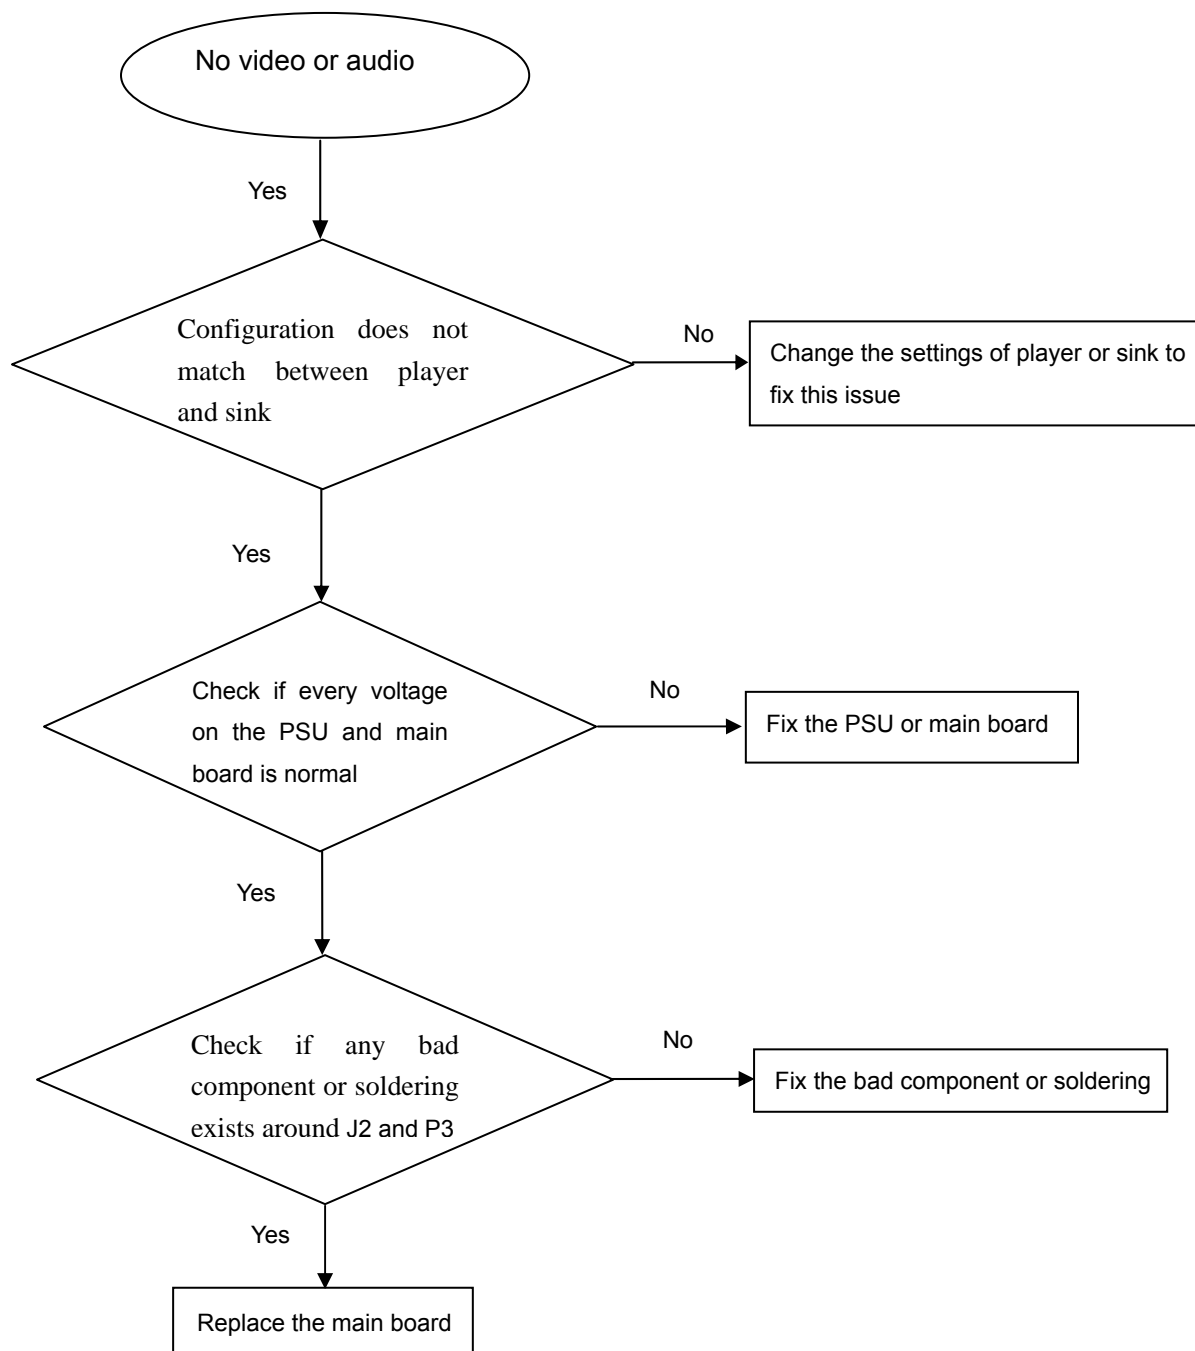 No video or audio
Yes
Configuration does not
match between player
and sink
No
Change the settings of player or sink to
fix this issue
Yes
Check if every voltage
on the PSU and main
board is normal
No
Fix the PSU or main board
Yes
Check if any bad
component or soldering
exists around J2 and P3
No
Fix the bad component or soldering
Yes
Replace the main board